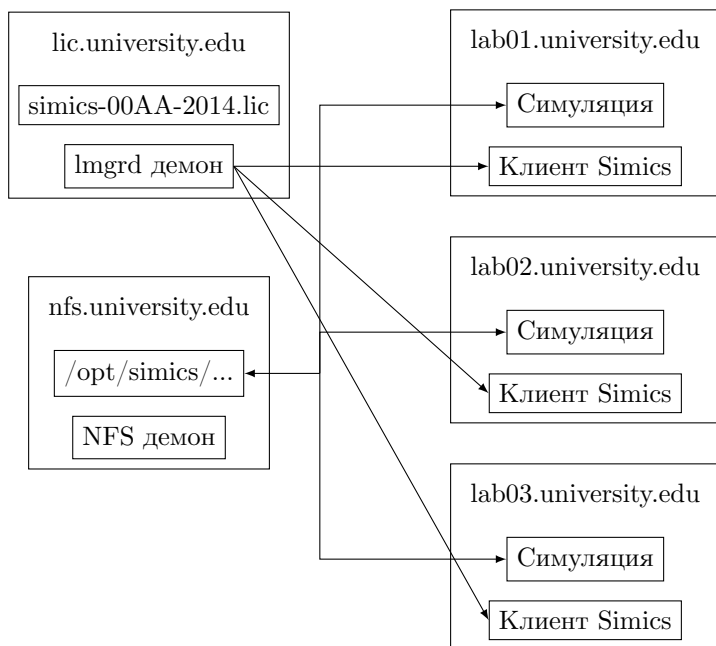 lic.university.edu
simics-00AA-2014.lic
lmgrd демон
nfs.university.edu
/opt/simics/...
NFS демон
lab01.university.edu
Симуляция
Клиент Simics
lab02.university.edu
Симуляция
Клиент Simics
lab03.university.edu
Симуляция
Клиент Simics